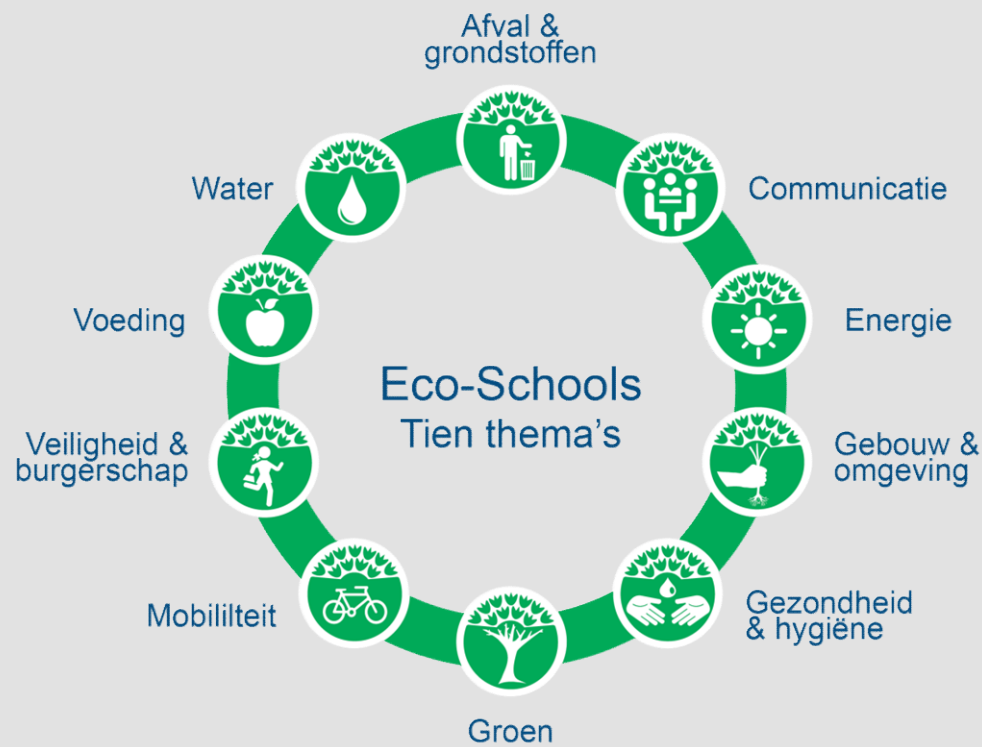 Afval &
grondstoffen
Communicatie
Energie
Gebouw &
omgeving
Gezondheid
& hygiëne
Groen
Mobililteit
Veiligheid &
burgerschap
Voeding
Water
Eco-Schools
Tien thema's